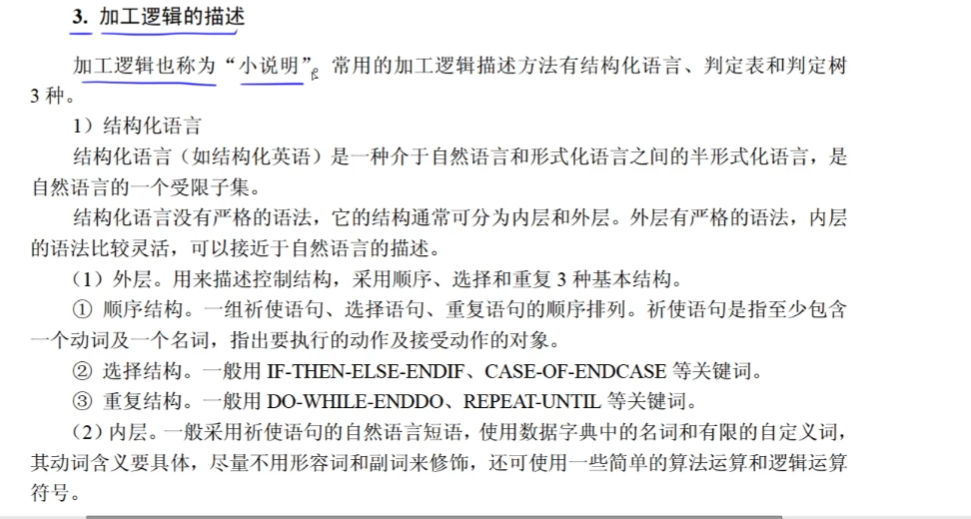 3. 加工逻辑的描述
加工逻辑也称为“小说明”。常用的加工逻辑描述方法有结构化语言、判定表和判定树
3 种。
1）结构化语言
结构化语言（如结构化英语）是一种介于自然语言和形式化语言之间的半形式化语言，是
自然语言的一个受限子集。
结构化语言没有严格的语法，它的结构通常可分为内层和外层。外层有严格的语法，内层
的语法比较灵活，可以接近于自然语言的描述。
（1）外层。用来描述控制结构，采用顺序、选择和重复 3 种基本结构。
① 顺序结构。一组祈使语句、选择语句、重复语句的顺序排列。祈使语句是指至少包含
一个动词及一个名词，指出要执行的动作及接受动作的对象。
② 选择结构。一般用 IF-THEN-ELSE-ENDIF、CASE-OF-ENDCASE 等关键词。
③ 重复结构。一般用 DO-WHILE-ENDDO、REPEAT-UNTIL 等关键词。
（2）内层。一般采用祈使语句的自然语言短语，使用数据字典中的名词和有限的自定义词，
其动词含义要具体，尽量不用形容词和副词来修饰，还可使用一些简单的算法运算和逻辑运算
符号。